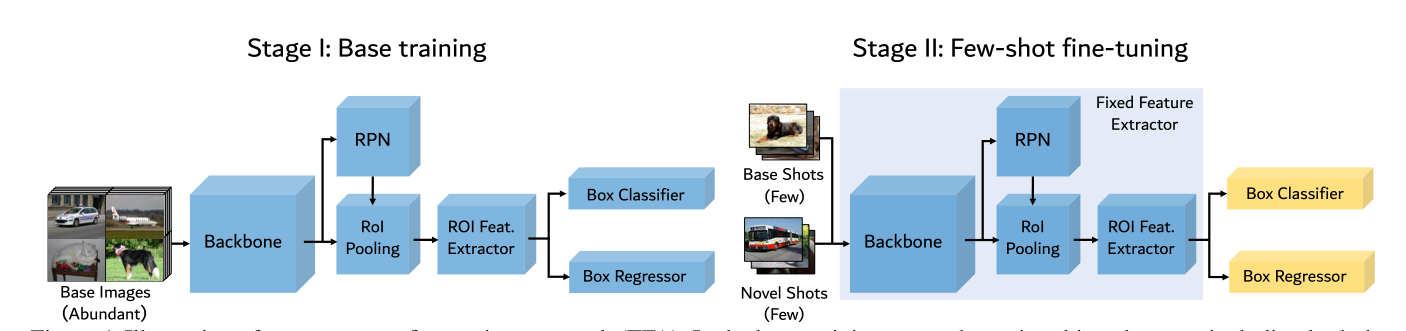 Stage I: Base training
RPN
Backbone
RoI
Pooling
ROI Feat.
Extractor
Box Classifier
Box Regressor
Base Images
(Abundant)
Stage II: Few-shot fine-tuning
Fixed Feature
Extractor
RPN
Base Shots
(Few)
Backbone
RoI
Pooling
ROI Feat.
Extractor
Box Classifier
Box Regressor
Novel Shots
(Few)